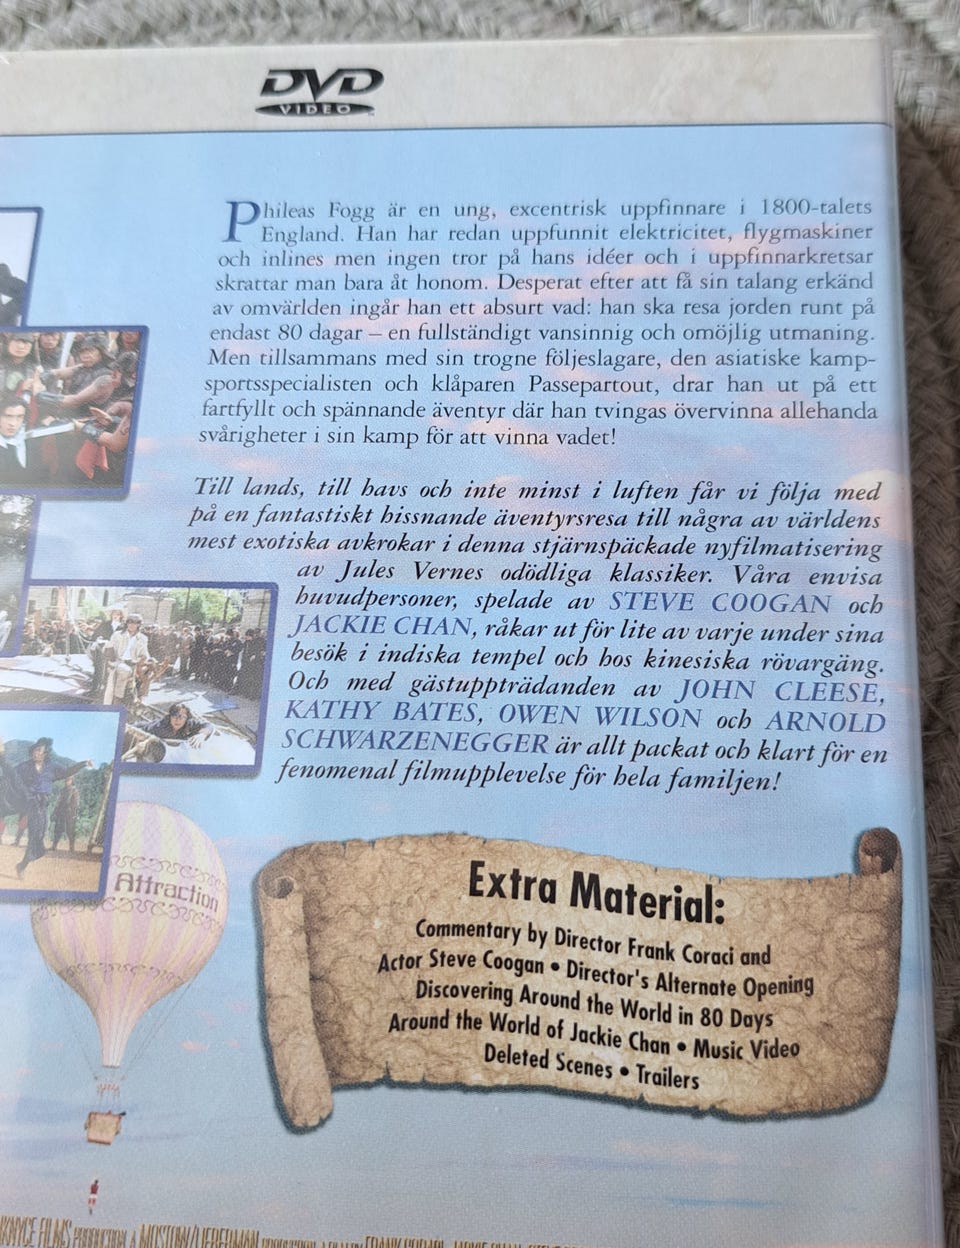 DVD
VIDEO
Phileas Fogg är en ung, excentrisk uppfinnare i 1800-talets
England. Han har redan uppfunnit elektricitet, flygmaskiner
och inlines men ingen tror på hans idéer och i uppfinnarkretsar
skrattar man bara åt honom. Desperat efter att få sin talang erkänd
av omvärlden ingår han ett absurt vad: han ska resa jorden runt på
endast 80 dagar – en fullständigt vansinnig och omöjlig utmaning.
Men tillsammans med sin trogne följeslagare, den asiatiske kamp-
sportsspecialisten och klåparen Passepartout, drar han ut på ett
fartfyllt och spännande äventyr där han tvingas övervinna allehanda
svårigheter i sin kamp för att vinna vadet!
Till lands, till havs och inte minst i luften får vi följa med
på en fantastiskt hissnande äventyrsresa till några av världens
mest exotiska avkrokar i denna stjärnspäckade nyfilmatisering
av Jules Vernes odödliga klassiker. Våra envisa
huvudpersoner, spelade av STEVE COOGAN och
JACKIE CHAN, råkar ut för lite av varje under sina
besök i indiska tempel och hos kinesiska rövargäng.
Och med gästuppträdanden av JOHN CLEESE,
KATHY BATES, OWEN WILSON och ARNOLD
SCHWARZENEGGER är allt packat och klart för en
fenomenal filmupplevelse för hela familjen!
Attraction
Extra Material:
Commentary by Director Frank Coraci and
Actor Steve Coogan • Director's Alternate Opening
Discovering Around the World in 80 Days
Around the World of Jackie Chan • Music Video
Deleted Scenes • Trailers
FILMS PRODUCTION A MOSTOW/LIEBERMAN